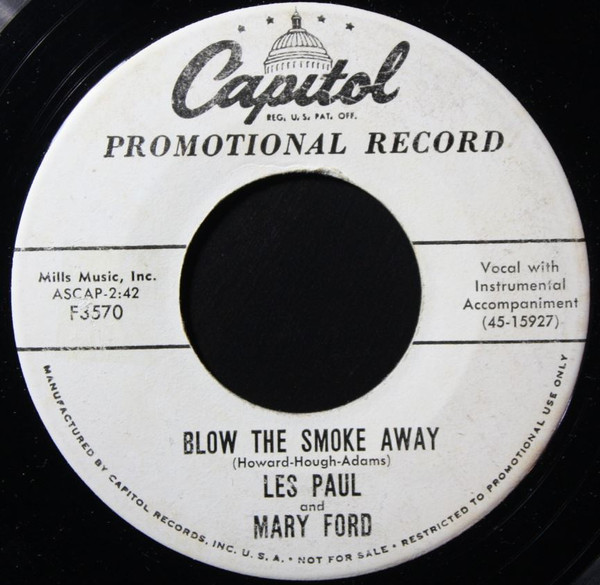 Capitol
REG. U. S. PAT. OFF.
PROMOTIONAL RECORD
Mills Music, Inc.
ASCAP-2:42
F3570
Vocal with
Instrumental
Accompaniment
(45-15927)
BLOW THE SMOKE AWAY
(Howard-Hough-Adams)
LES PAUL
and
MARY FORD
MANUFACTURED BY CAPITOL RECORDS, INC. U. S. A. • NOT FOR SALE • RESTRICTED TO PROMOTIONAL USE ONLY